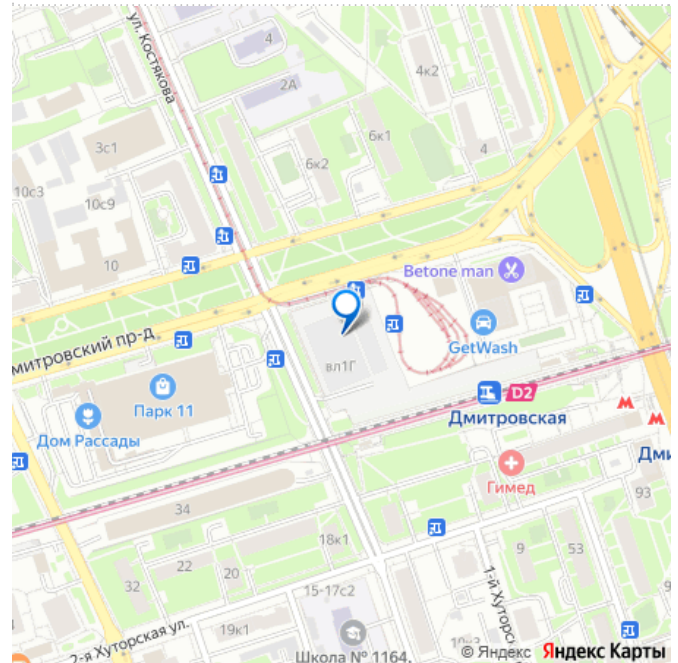 ул. Костякова
4
2А
4к2
3с1
6к1
4
6к2
10с3
10с9
10
Betone man
GetWash
вл1Г
митровский пр-д
Парк 11
Дом Рассады
D2
Дмитровская
Дми
Гимед
93
34
18к1
9
53
22
20
32
15-17с2
1-й Хуторс
2-я Хуторская ул.
19к1
10к3
Школа № 1164,
© Яндекс Яндекс Карты